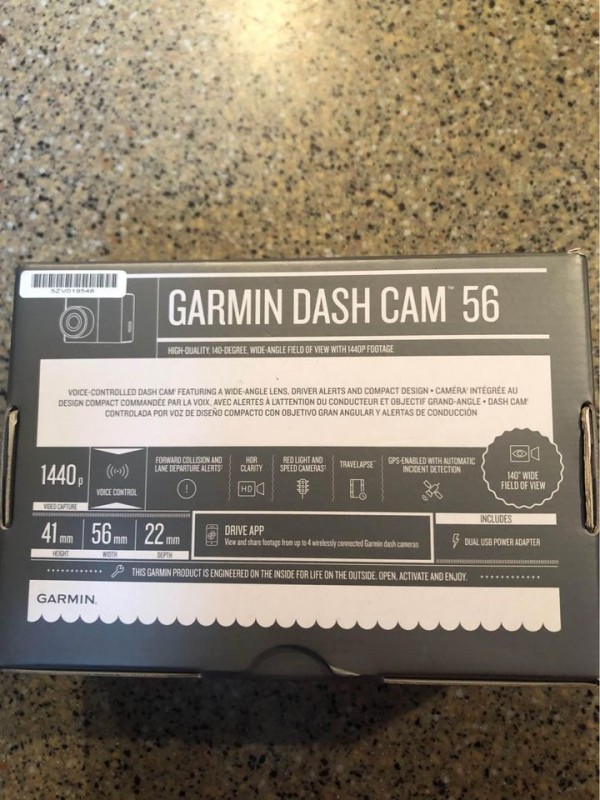 5ZV019546
GARMIN DASH CAM™ 56
HIGH-QUALITY, 140-DEGREE, WIDE-ANGLE FIELD OF VIEW WITH 1440P FOOTAGE
VOICE-CONTROLLED DASH CAM¹ FEATURING A WIDE-ANGLE LENS, DRIVER ALERTS AND COMPACT DESIGN • CAMÉRA¹ INTÉGRÉE AU
DESIGN COMPACT COMMANDÉE PAR LA VOIX, AVEC ALERTES À L'ATTENTION DU CONDUCTEUR ET OBJECTIF GRAND-ANGLE • DASH CAM¹
CONTROLADA POR VOZ DE DISEÑO COMPACTO CON OBJETIVO GRAN ANGULAR Y ALERTAS DE CONDUCCIÓN
1440p
VIDEO CAPTURE
VOICE CONTROL
FORWARD COLLISION AND
LANE DEPARTURE ALERTS²
HDR
CLARITY
HD
RED LIGHT AND
SPEED CAMERAS³
TRAVELAPSE™
GPS-ENABLED WITH AUTOMATIC
INCIDENT DETECTION
140° WIDE
FIELD OF VIEW
41 mm
HEIGHT
56 mm
WIDTH
22 mm
DEPTH
DRIVE APP
View and share footage from up to 4 wirelessly connected Garmin dash cameras
INCLUDES
DUAL USB POWER ADAPTER
THIS GARMIN PRODUCT IS ENGINEERED ON THE INSIDE FOR LIFE ON THE OUTSIDE. OPEN, ACTIVATE AND ENJOY.
GARMIN.